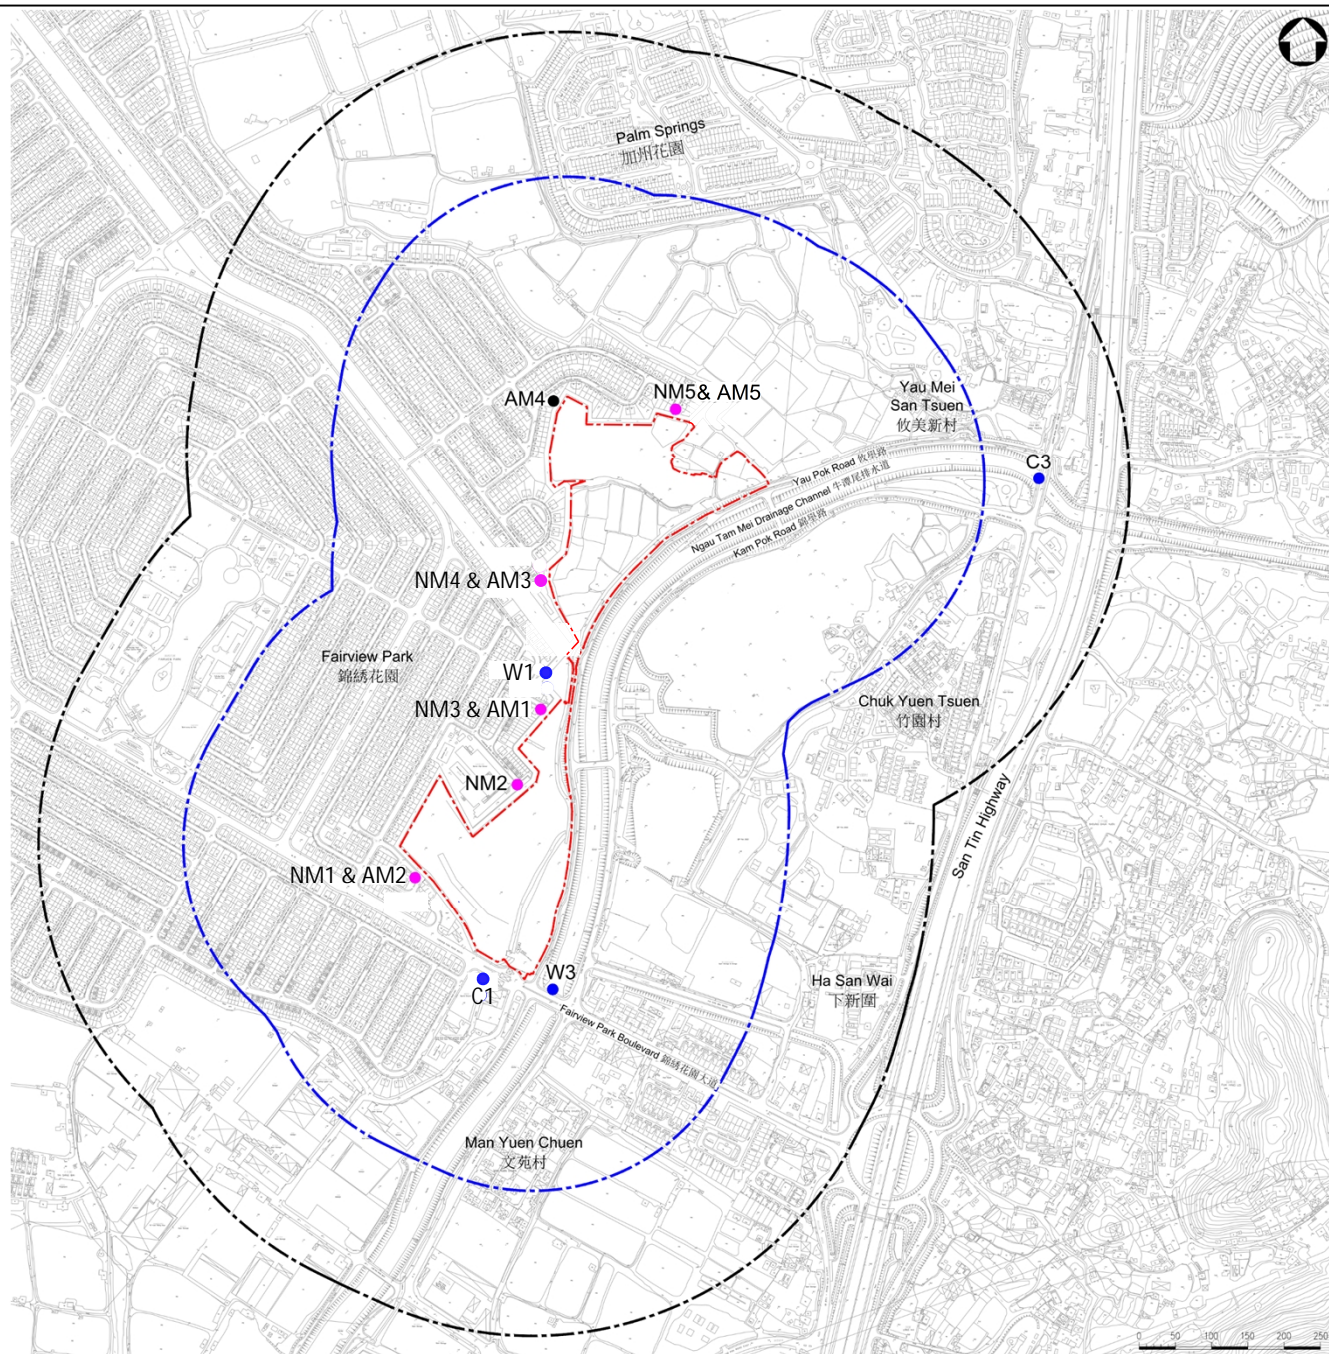 Palm Springs
加州花園
AM4
NM5& AM5
Yau Mei
San Tsuen
攸美新村
C3
Yau Pok Road 攸學路
Ngau Tam Mei Drainage Channel 牛潭尾排水道
Kam Pok Road 錦學路
NM4 & AM3
Fairview Park
錦綉花園
W1
NM3 & AM1
Chuk Yuen Tsuen
竹園村
NM2
San Tin Highway
NM1 & AM2
W3
C1
Ha San Wai
下新圍
Fairview Park Boulevard 錦綉花園大道
Man Yuen Chuen
文苑村
0 50 100 150 200 250